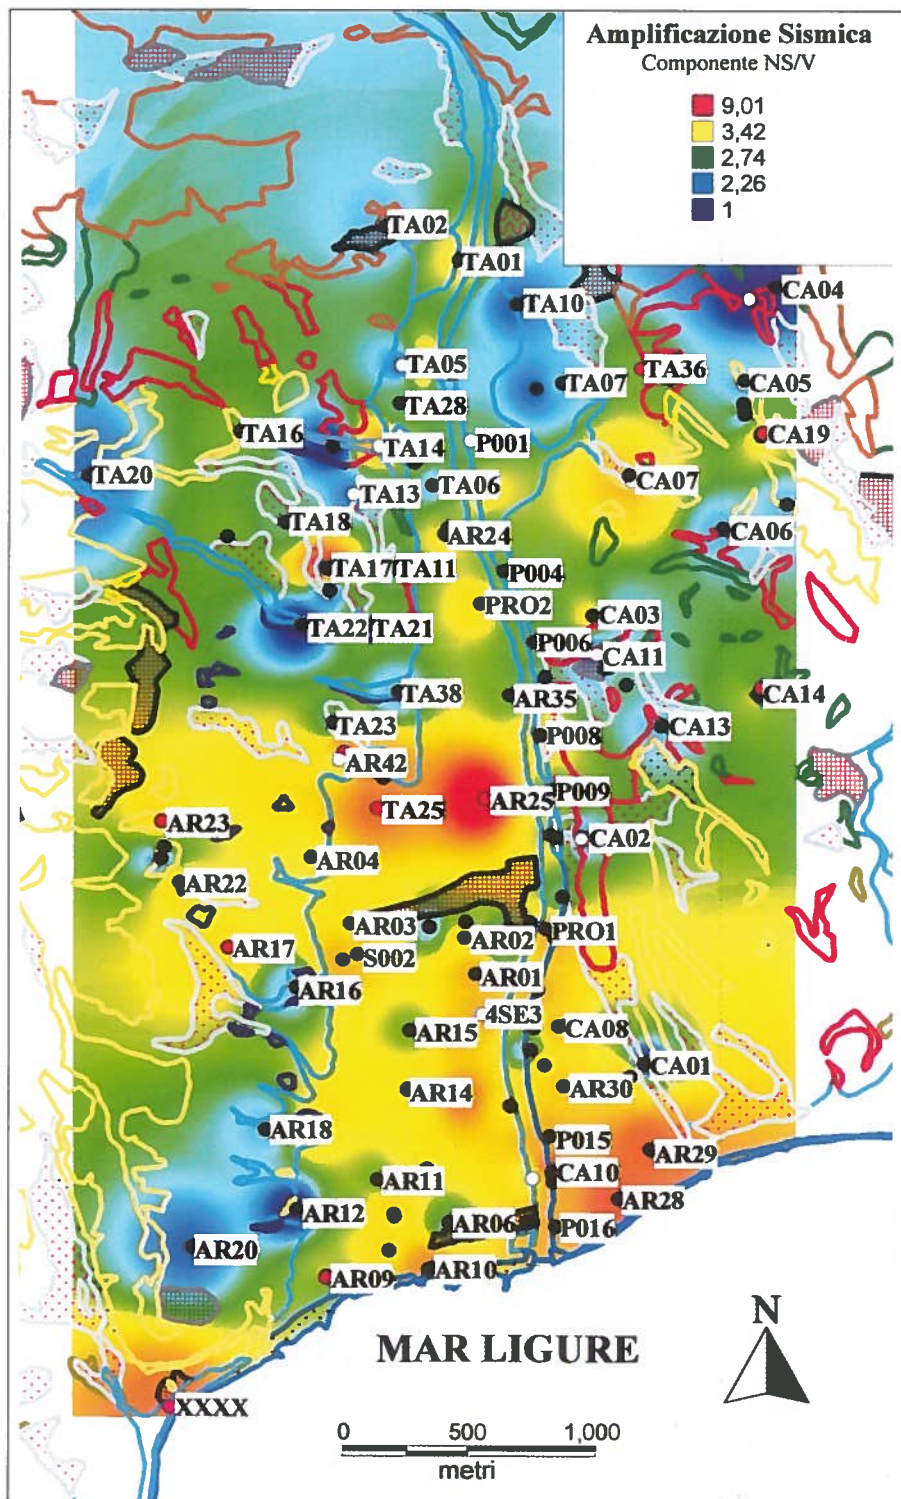 Amplificazione Sismica
Componente NS/V
9,01
3,42
2,74
2,26
1
TA02
TA01
TA10
CA04
TA05
TA07
TA36
CA05
TA28
TA16
TA14
P001
CA19
TA20
TA13
TA06
CA07
TA18
AR24
CA06
TA17
TA11
P004
PRO2
CA03
TA22
TA21
P006
CA11
TA38
AR35
CA14
TA23
P008
CA13
AR42
TA25
AR25
P009
AR23
CA02
AR04
AR22
AR03
AR02
PRO1
AR17
S002
AR01
AR16
4SE3
AR15
CA08
CA01
AR14
AR30
AR18
P015
AR29
AR11
CA10
AR28
AR12
AR06
P016
AR20
AR09
AR10
MAR LIGURE
N
XXXX
0 500 1,000
metri